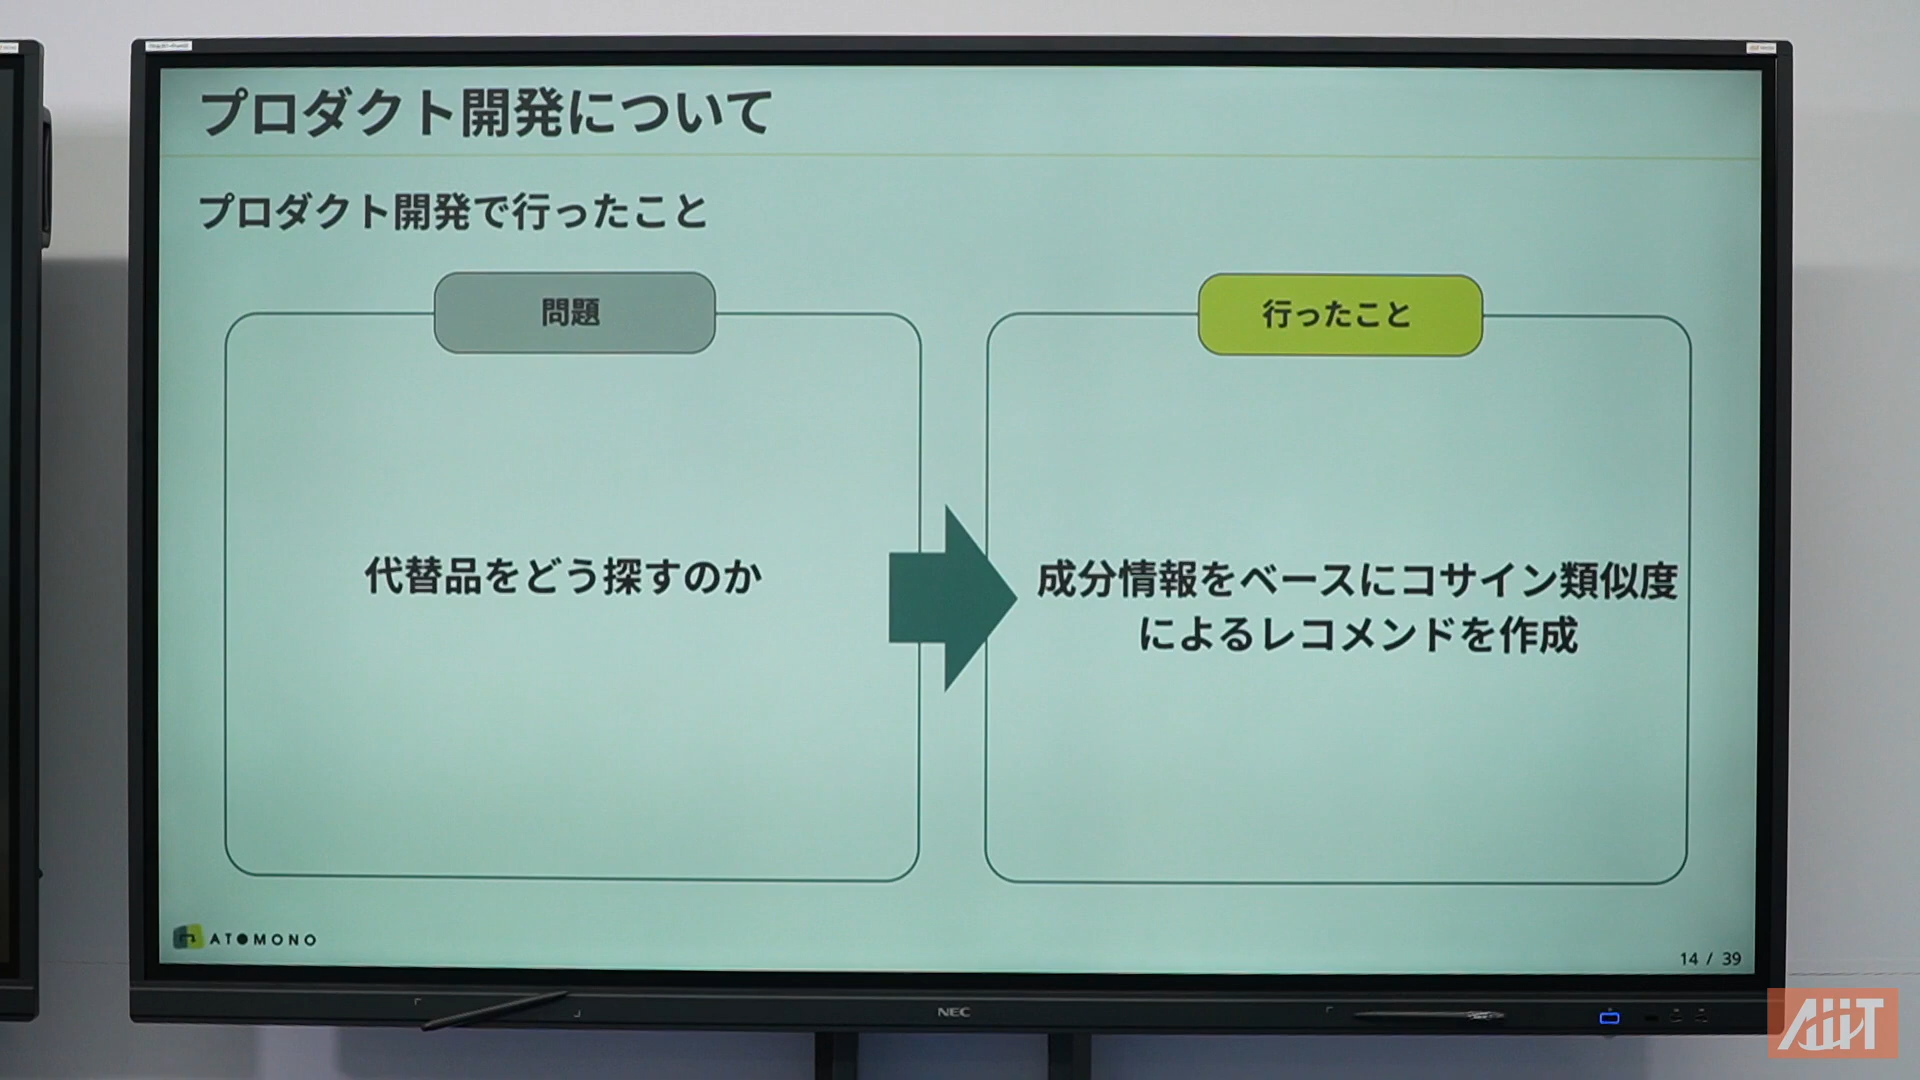 プロダクト開発について
プロダクト開発で行ったこと
問題
行ったこと
代替品をどう探すのか
成分情報をベースにコサイン類似度
によるレコメンドを作成
ATOMONO
14 / 39
NEC
AIIT